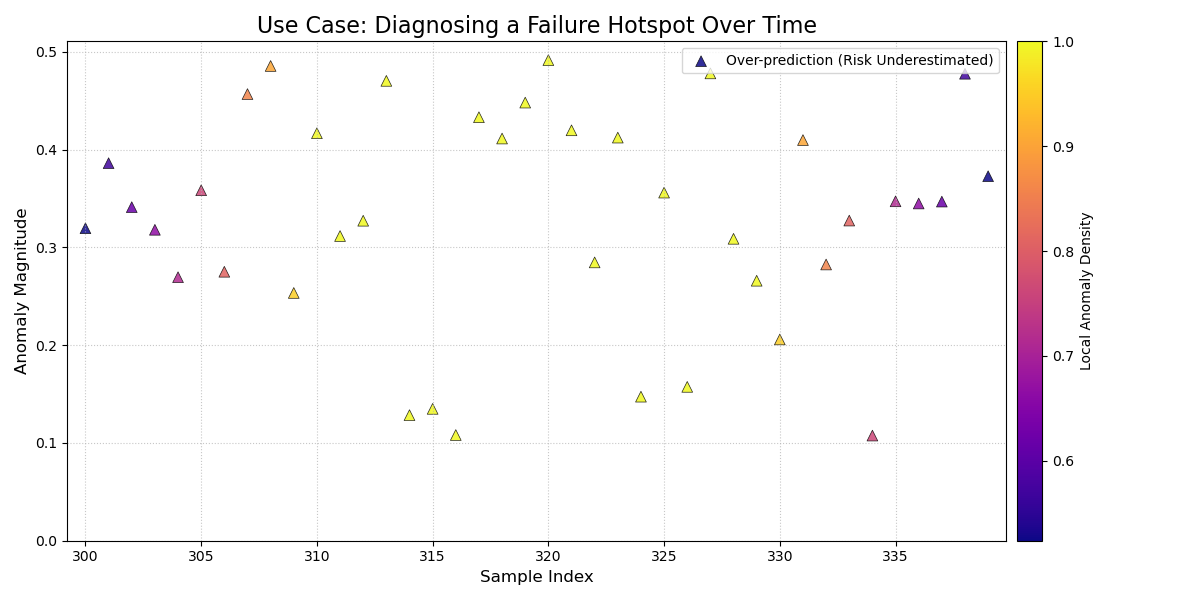 Use Case: Diagnosing a Failure Hotspot Over Time
Over-prediction (Risk Underestimated)
Anomaly Magnitude
0.5
0.4
0.3
0.2
0.1
0.0
300 305 310 315 320 325 330 335
Sample Index
1.0
0.9
0.8
0.7
0.6
Local Anomaly Density